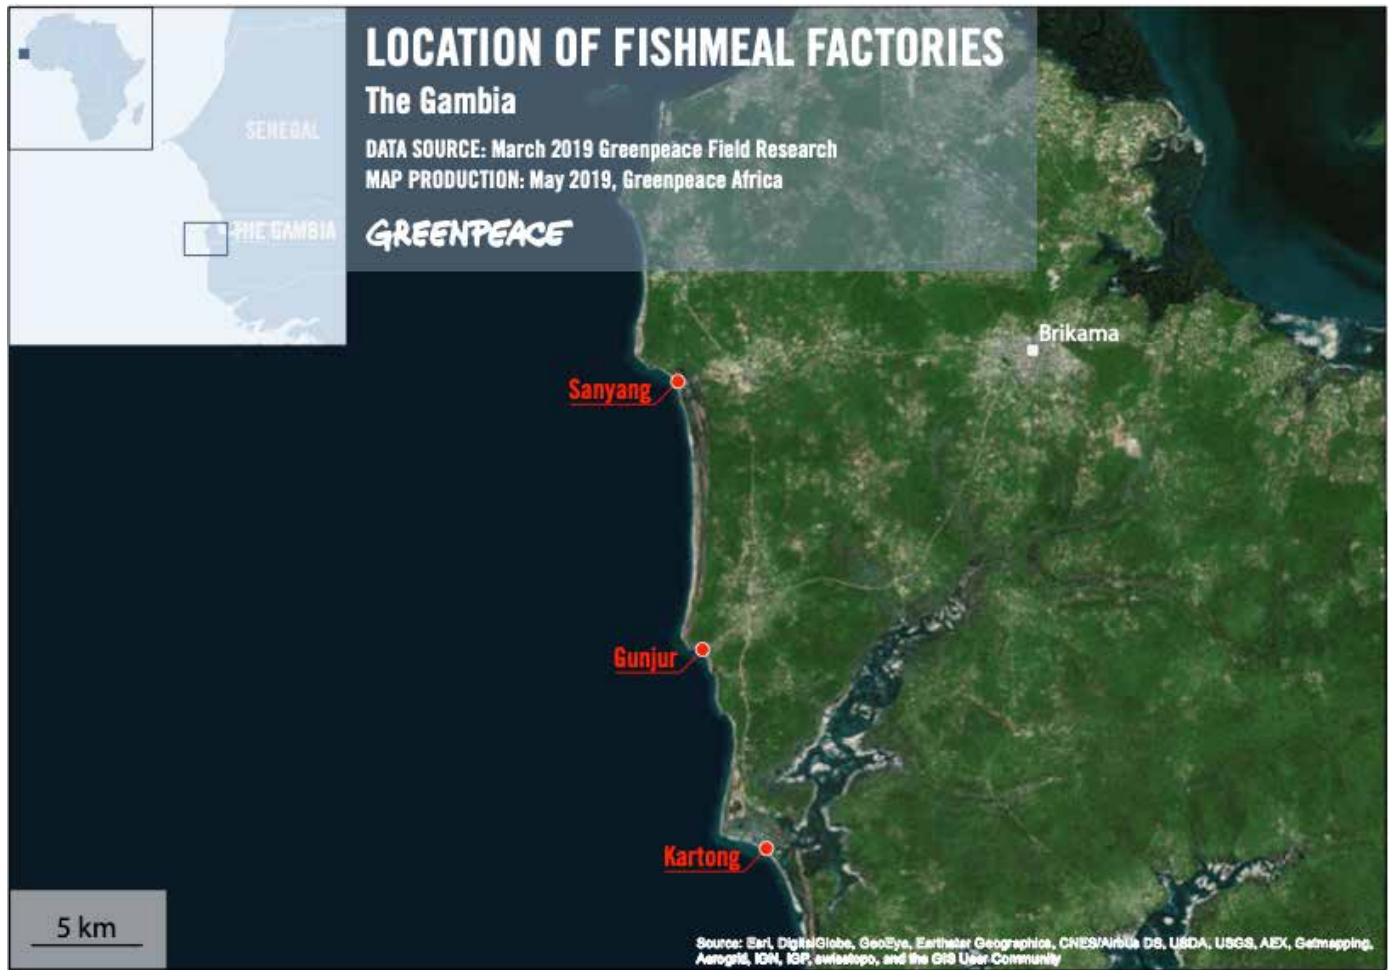 LOCATION OF FISHMEAL FACTORIES
The Gambia
DATA SOURCE: March 2019 Greenpeace Field Research
MAP PRODUCTION: May 2019, Greenpeace Africa
GREENPEACE
SENEGAL
THE GAMBIA
Brikama
Sanyang
Gunjur
Kartong
5 km
Source: Esri, DigitalGlobe, GeoEye, Earthstar Geographics, CNES/Airbus DS, USDA, USGS, AEX, Getmapping,
Aerogrid, IGN, IGP, swisstopo, and the GIS User Community